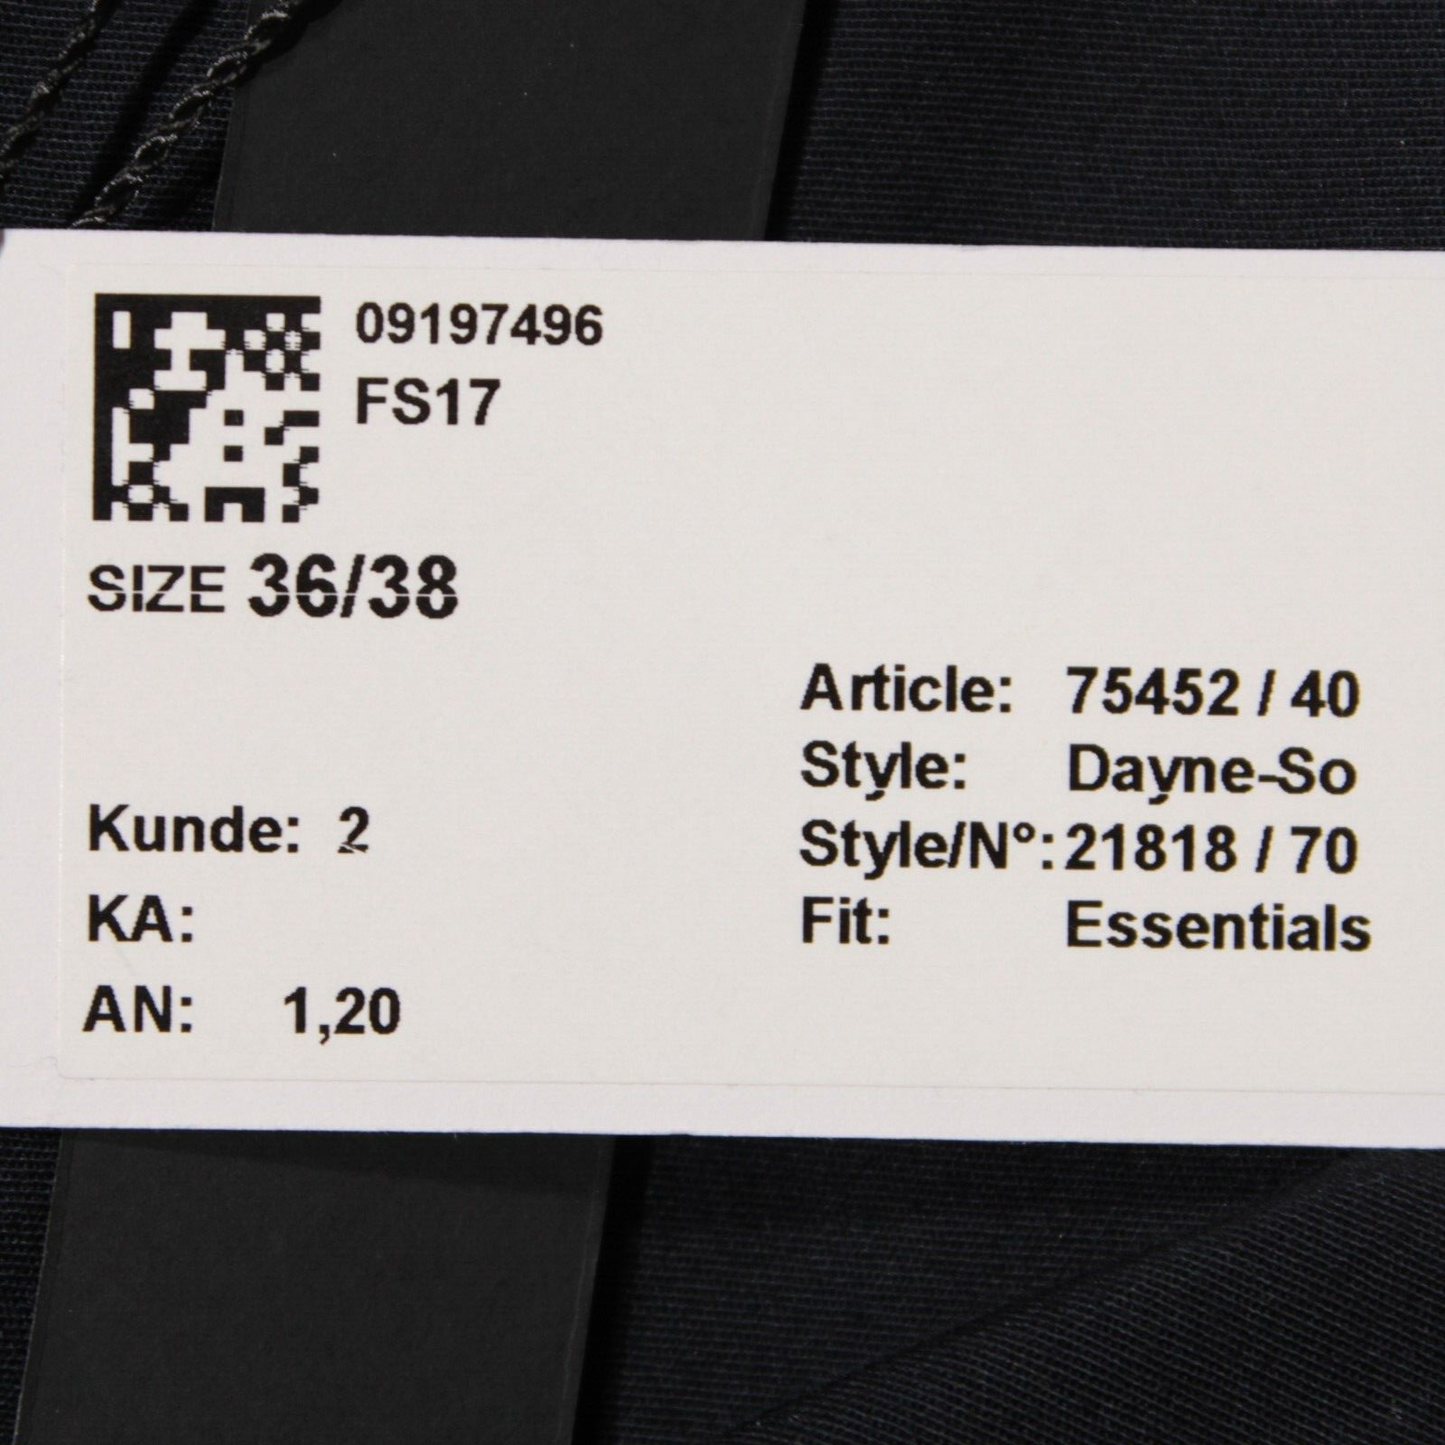 09197496
FS17
SIZE 36/38
Article: 75452 / 40
Style: Dayne-So
Style/N°: 21818 / 70
Fit: Essentials
Kunde: 2
KA:
AN: 1,20